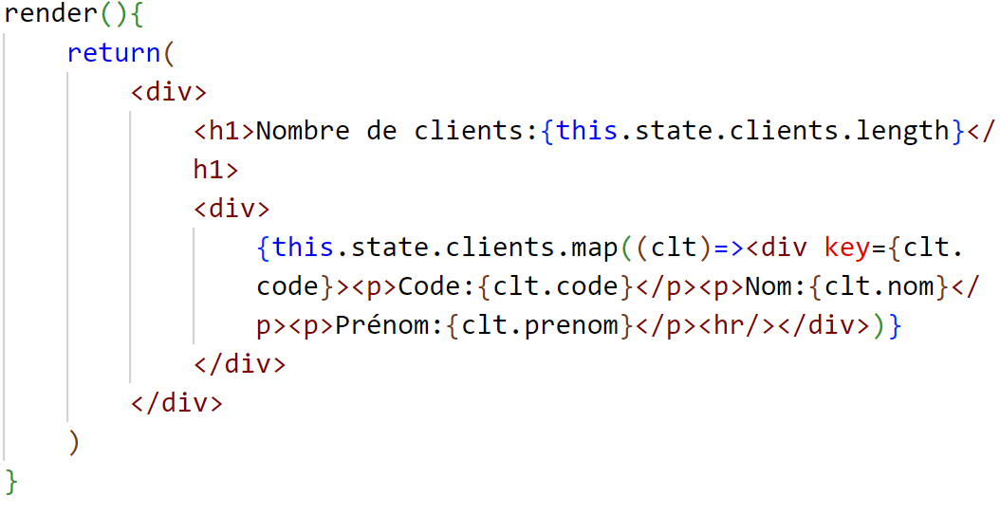 render(){
return(
<div>
<h1>Nombre de clients:{this.state.clients.length}</
h1>
<div>
{this.state.clients.map((clt)=><div key={clt.
code}><p>Code:{clt.code}</p><p>Nom:{clt.nom}</
p><p>Prénom:{clt.prenom}</p><hr/></div>)}
</div>
</div>
)
}